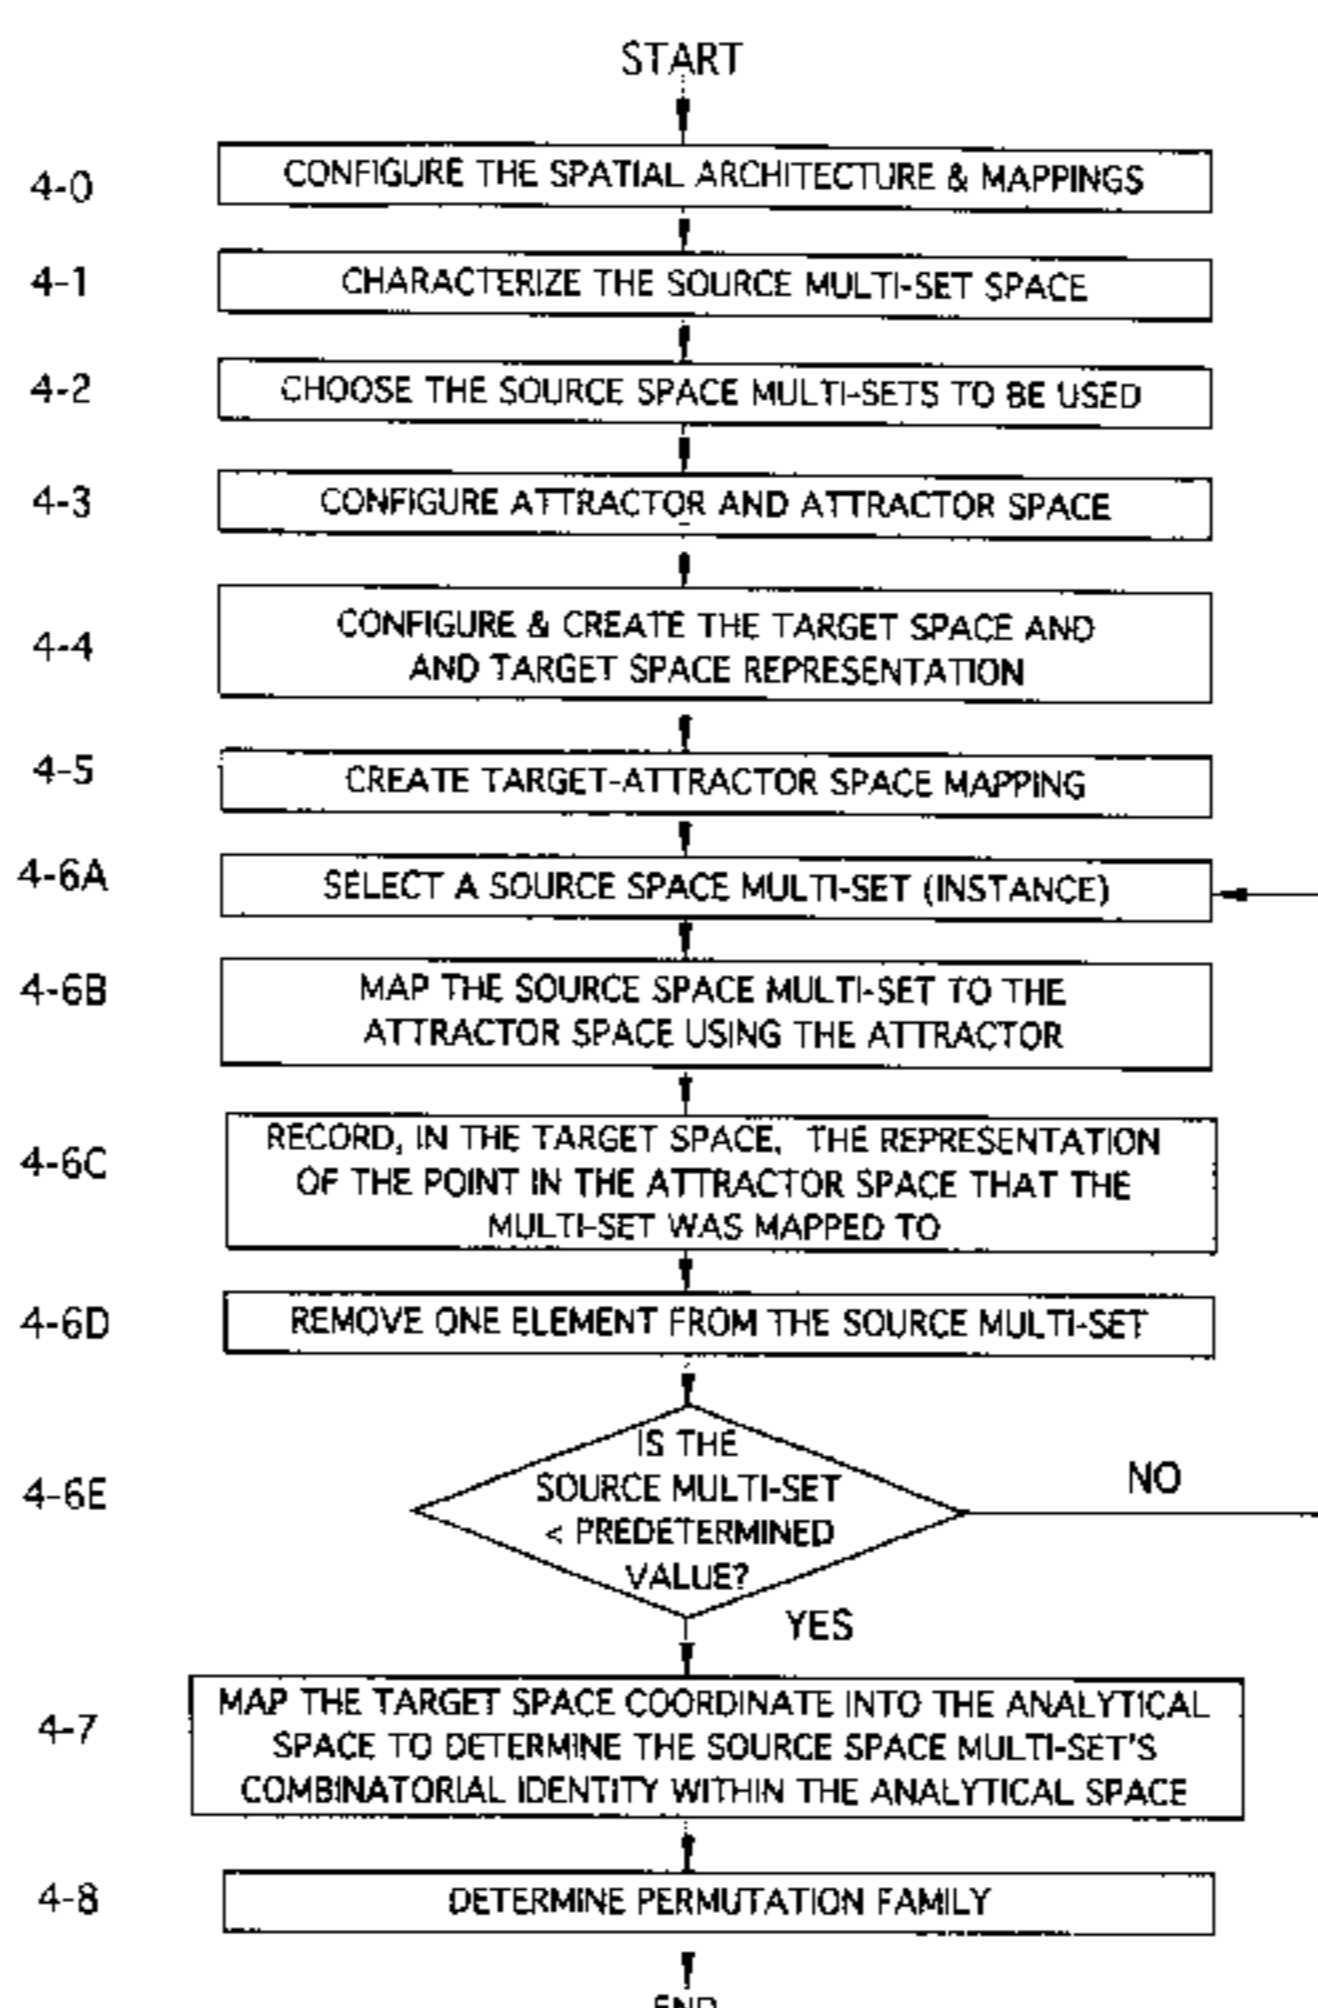 START
4-0
CONFIGURE THE SPATIAL ARCHITECTURE & MAPPINGS
4-1
CHARACTERIZE THE SOURCE MULTI-SET SPACE
4-2
CHOOSE THE SOURCE SPACE MULTI-SETS TO BE USED
4-3
CONFIGURE ATTRACTOR AND ATTRACTOR SPACE
4-4
CONFIGURE & CREATE THE TARGET SPACE AND
AND TARGET SPACE REPRESENTATION
4-5
CREATE TARGET-ATTRACTOR SPACE MAPPING
4-6A
SELECT A SOURCE SPACE MULTI-SET (INSTANCE)
4-6B
MAP THE SOURCE SPACE MULTI-SET TO THE
ATTRACTOR SPACE USING THE ATTRACTOR
4-6C
RECORD, IN THE TARGET SPACE, THE REPRESENTATION
OF THE POINT IN THE ATTRACTOR SPACE THAT THE
MULTI-SET WAS MAPPED TO
4-6D
REMOVE ONE ELEMENT FROM THE SOURCE MULTI-SET
4-6E
IS THE
SOURCE MULTI-SET
< PREDETERMINED
VALUE?
NO
YES
4-7
MAP THE TARGET SPACE COORDINATE INTO THE ANALYTICAL
SPACE TO DETERMINE THE SOURCE SPACE MULTI-SET'S
COMBINATORIAL IDENTITY WITHIN THE ANALYTICAL SPACE
4-8
DETERMINE PERMUTATION FAMILY
END